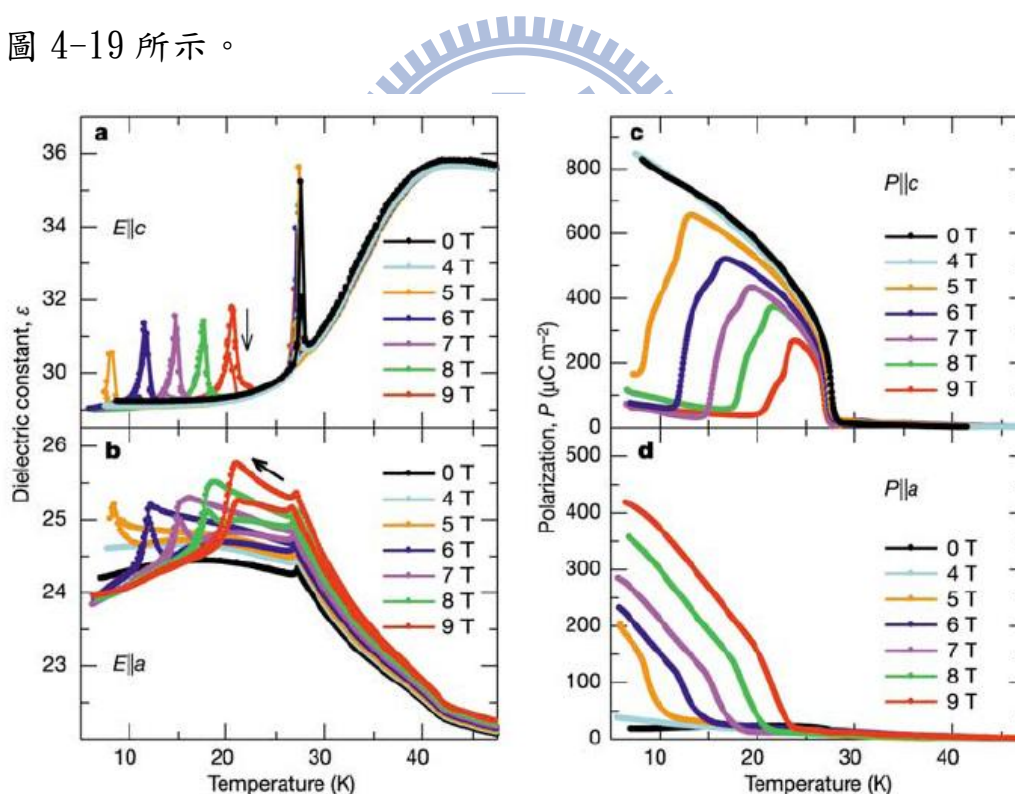 圖 4-19 所示。
a
36
34
32
30
Dielectric constant, ε
E||c
0 T
4 T
5 T
6 T
7 T
8 T
9 T
b
26
25
24
23
E||a
0 T
4 T
5 T
6 T
7 T
8 T
9 T
10 20 30 40
Temperature (K)
c
800
600
400
200
0
Polarization, P (μC m⁻²)
P||c
0 T
4 T
5 T
6 T
7 T
8 T
9 T
d
500
400
300
200
100
0
P||a
0 T
4 T
5 T
6 T
7 T
8 T
9 T
10 20 30 40
Temperature (K)